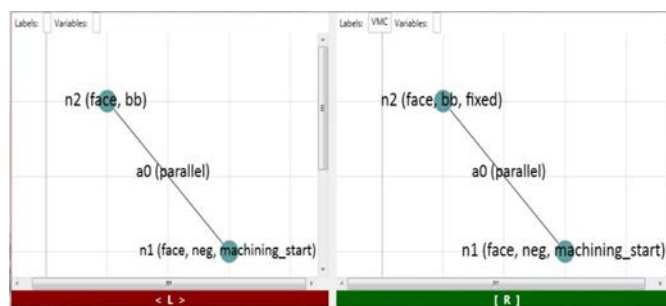 Labels: Variables:
n2 (face, bb)
a0 (parallel)
n1 (face, neg, machining_start)
< L >
Labels: VMC Variables:
n2 (face, bb, fixed)
a0 (parallel)
n1 (face, neg, machining_start)
[ R ]